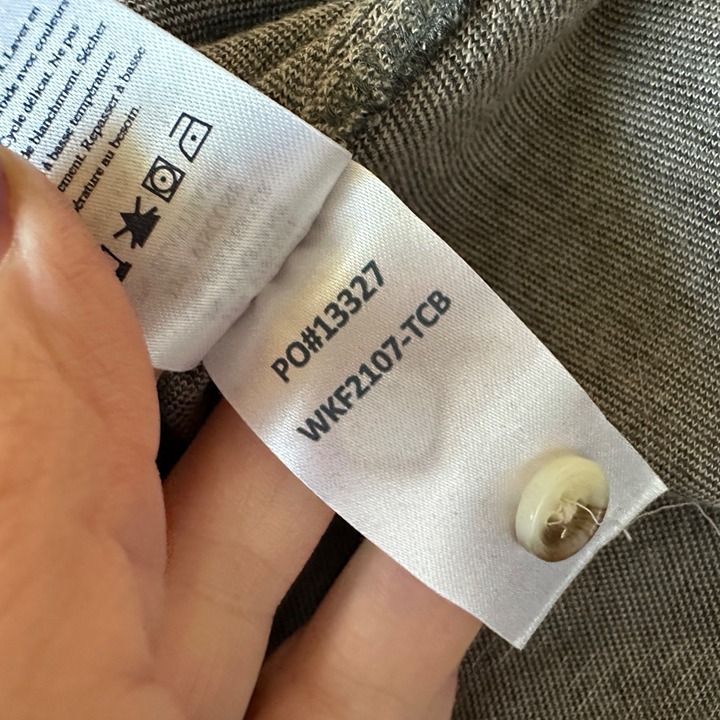 Laver en
froide avec couleurs
cycle délicat. Ne pas
de blanchiment. Sécher
à basse température.
Repasser à basse
température au besoin.
PO#13327
WKF2107-TCB